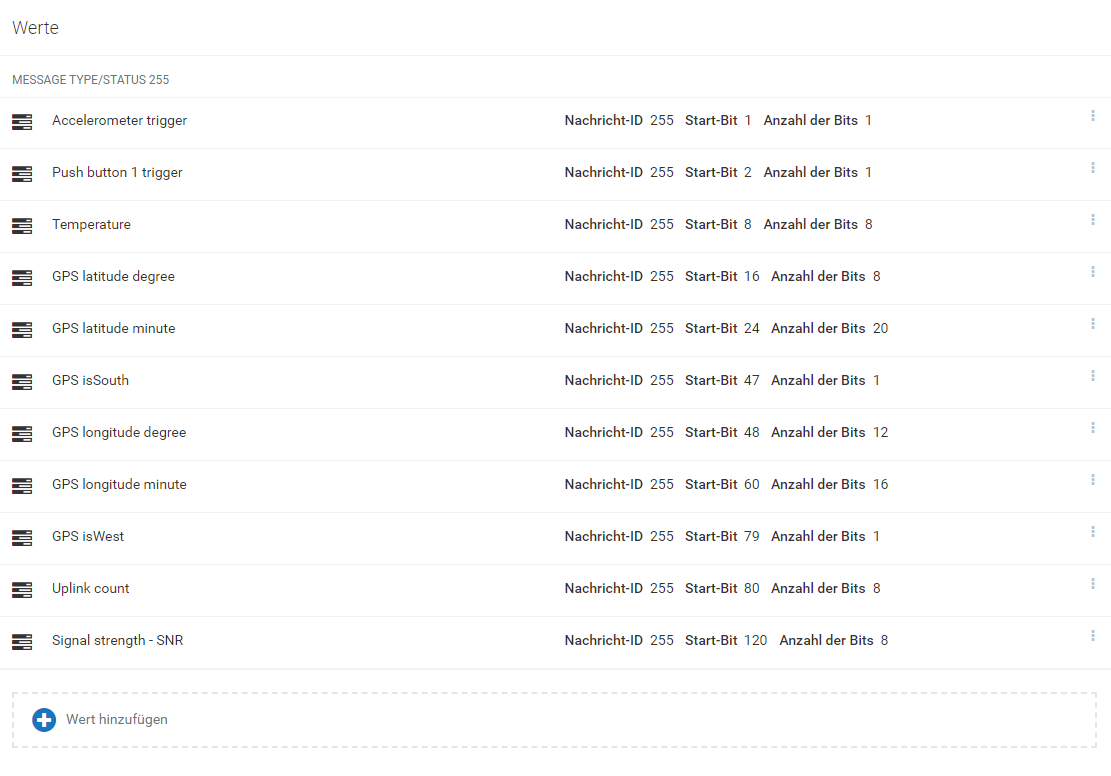 Werte
MESSAGE TYPE/STATUS 255
Accelerometer trigger Nachricht-ID 255 Start-Bit 1 Anzahl der Bits 1
Push button 1 trigger Nachricht-ID 255 Start-Bit 2 Anzahl der Bits 1
Temperature Nachricht-ID 255 Start-Bit 8 Anzahl der Bits 8
GPS latitude degree Nachricht-ID 255 Start-Bit 16 Anzahl der Bits 8
GPS latitude minute Nachricht-ID 255 Start-Bit 24 Anzahl der Bits 20
GPS isSouth Nachricht-ID 255 Start-Bit 47 Anzahl der Bits 1
GPS longitude degree Nachricht-ID 255 Start-Bit 48 Anzahl der Bits 12
GPS longitude minute Nachricht-ID 255 Start-Bit 60 Anzahl der Bits 16
GPS isWest Nachricht-ID 255 Start-Bit 79 Anzahl der Bits 1
Uplink count Nachricht-ID 255 Start-Bit 80 Anzahl der Bits 8
Signal strength - SNR Nachricht-ID 255 Start-Bit 120 Anzahl der Bits 8
Wert hinzufügen